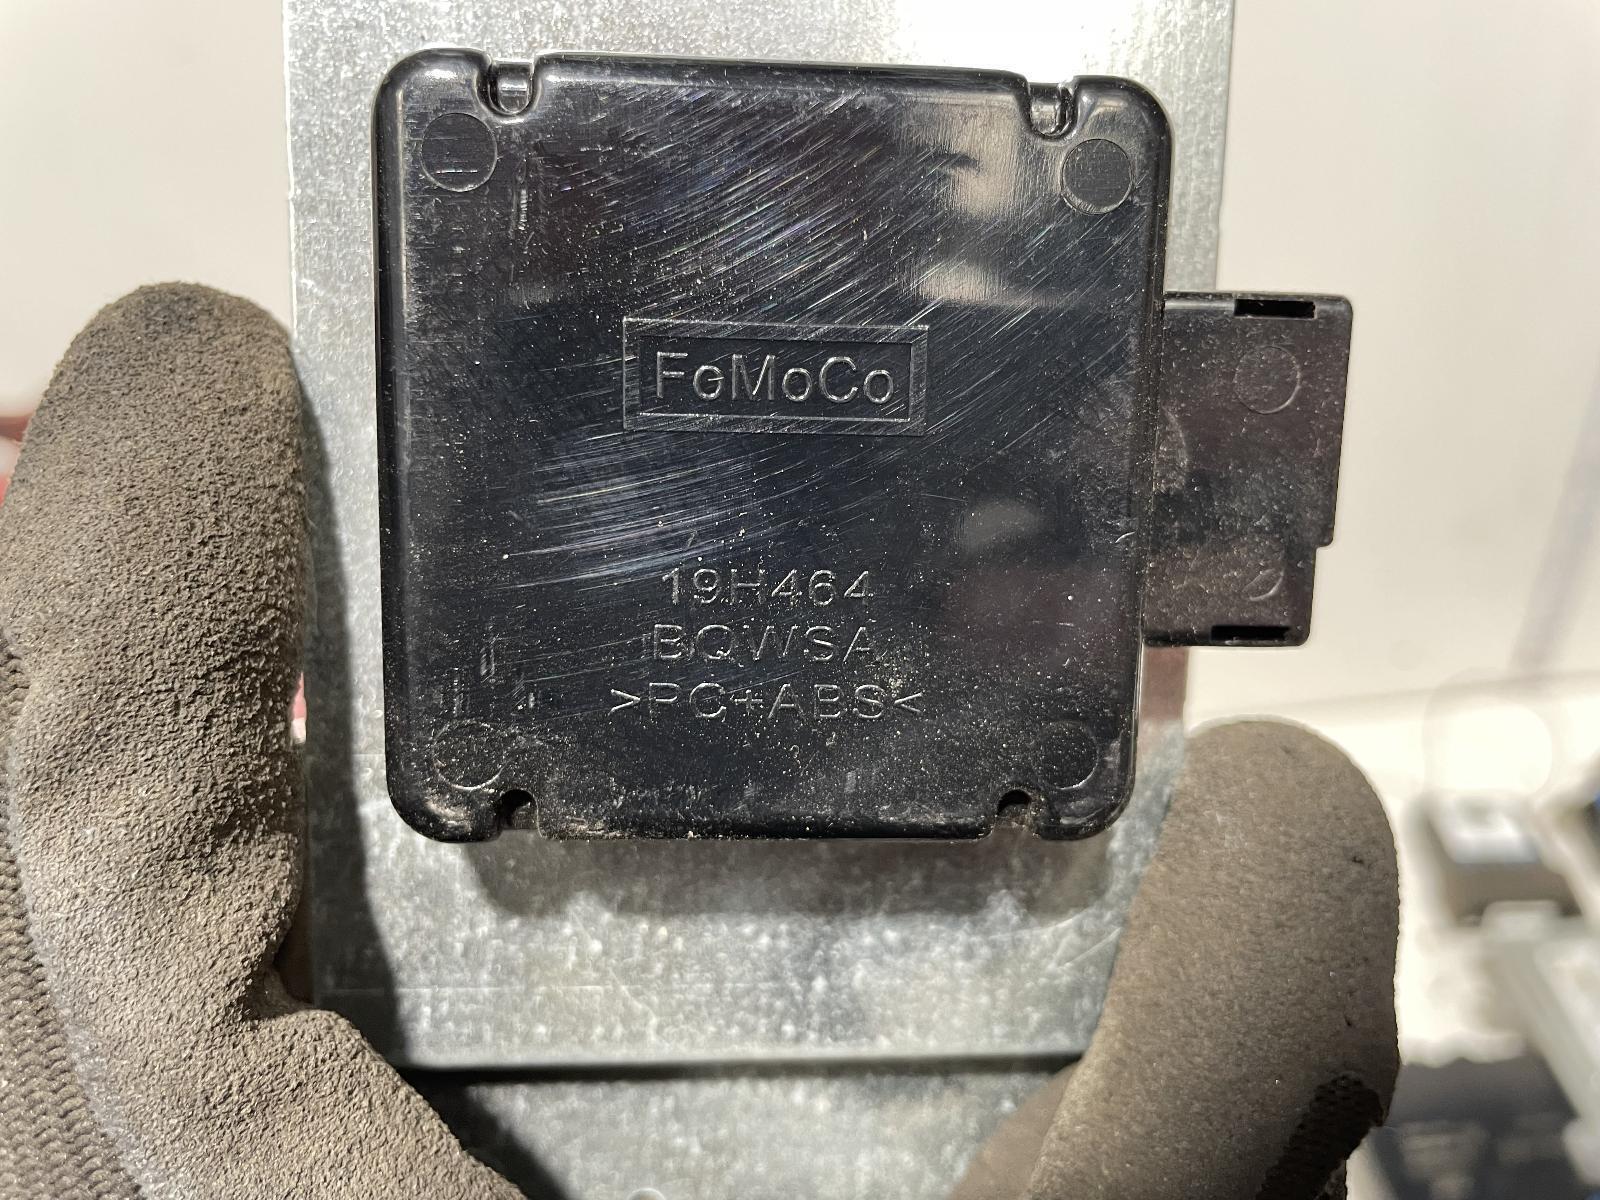 FoMoCo
19H464
BQWSA
>PC+ABS<